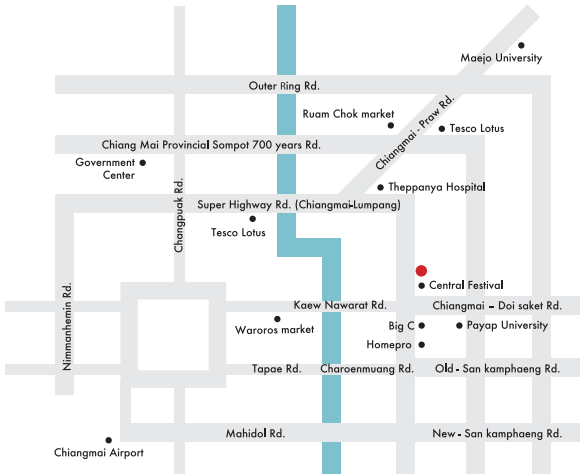 Maejo University
Outer Ring Rd.
Ruam Chok market
Chiangmai - Praw Rd.
Tesco Lotus
Chiang Mai Provincial Sompot 700 years Rd.
Government
Center
Theppanya Hospital
Changpuak Rd.
Super Highway Rd. (Chiangmai-Lumpang)
Tesco Lotus
Nimmanhemin Rd.
Central Festival
Kaew Nawarat Rd.
Chiangmai – Doi saket Rd.
Waroros market
Big C
Payap University
Homepro
Tapae Rd.
Charoenmuang Rd.
Old - San kamphaeng Rd.
Mahidol Rd.
New - San kamphaeng Rd.
Chiangmai Airport